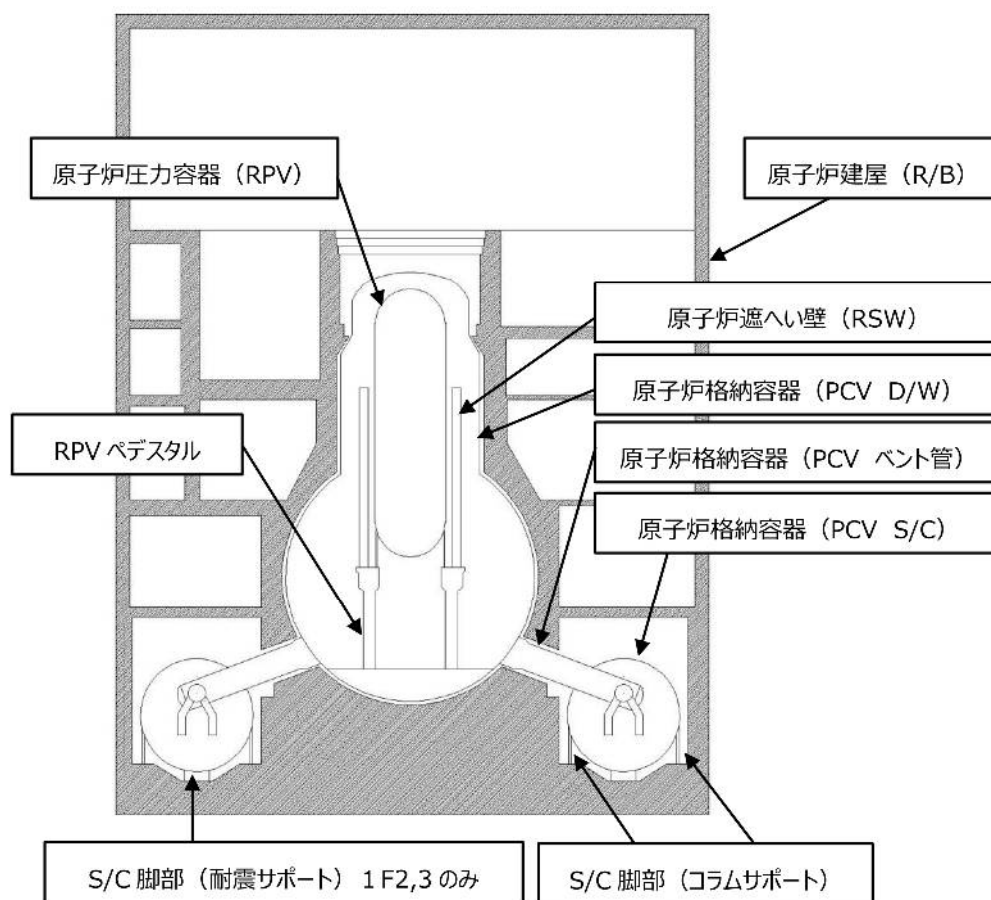 原子炉圧力容器（RPV）
原子炉建屋（R/B）
原子炉遮へい壁（RSW）
原子炉格納容器（PCV D/W）
RPV ペデスタル
原子炉格納容器（PCV ベント管）
原子炉格納容器（PCV S/C）
S/C 脚部（耐震サポート）１F2,3 のみ
S/C 脚部（コラムサポート）